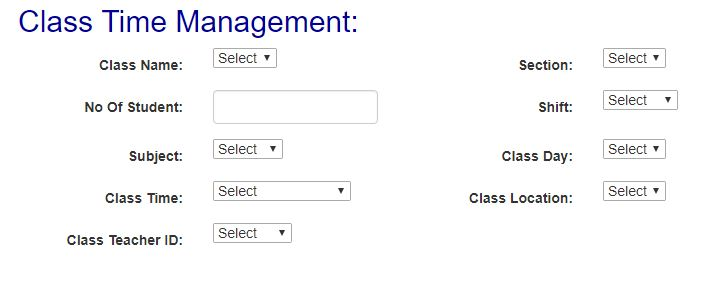 Class Time Management:
Class Name: Select Section: Select
No Of Student: Shift: Select
Subject: Select Class Day: Select
Class Time: Select Class Location: Select
Class Teacher ID: Select